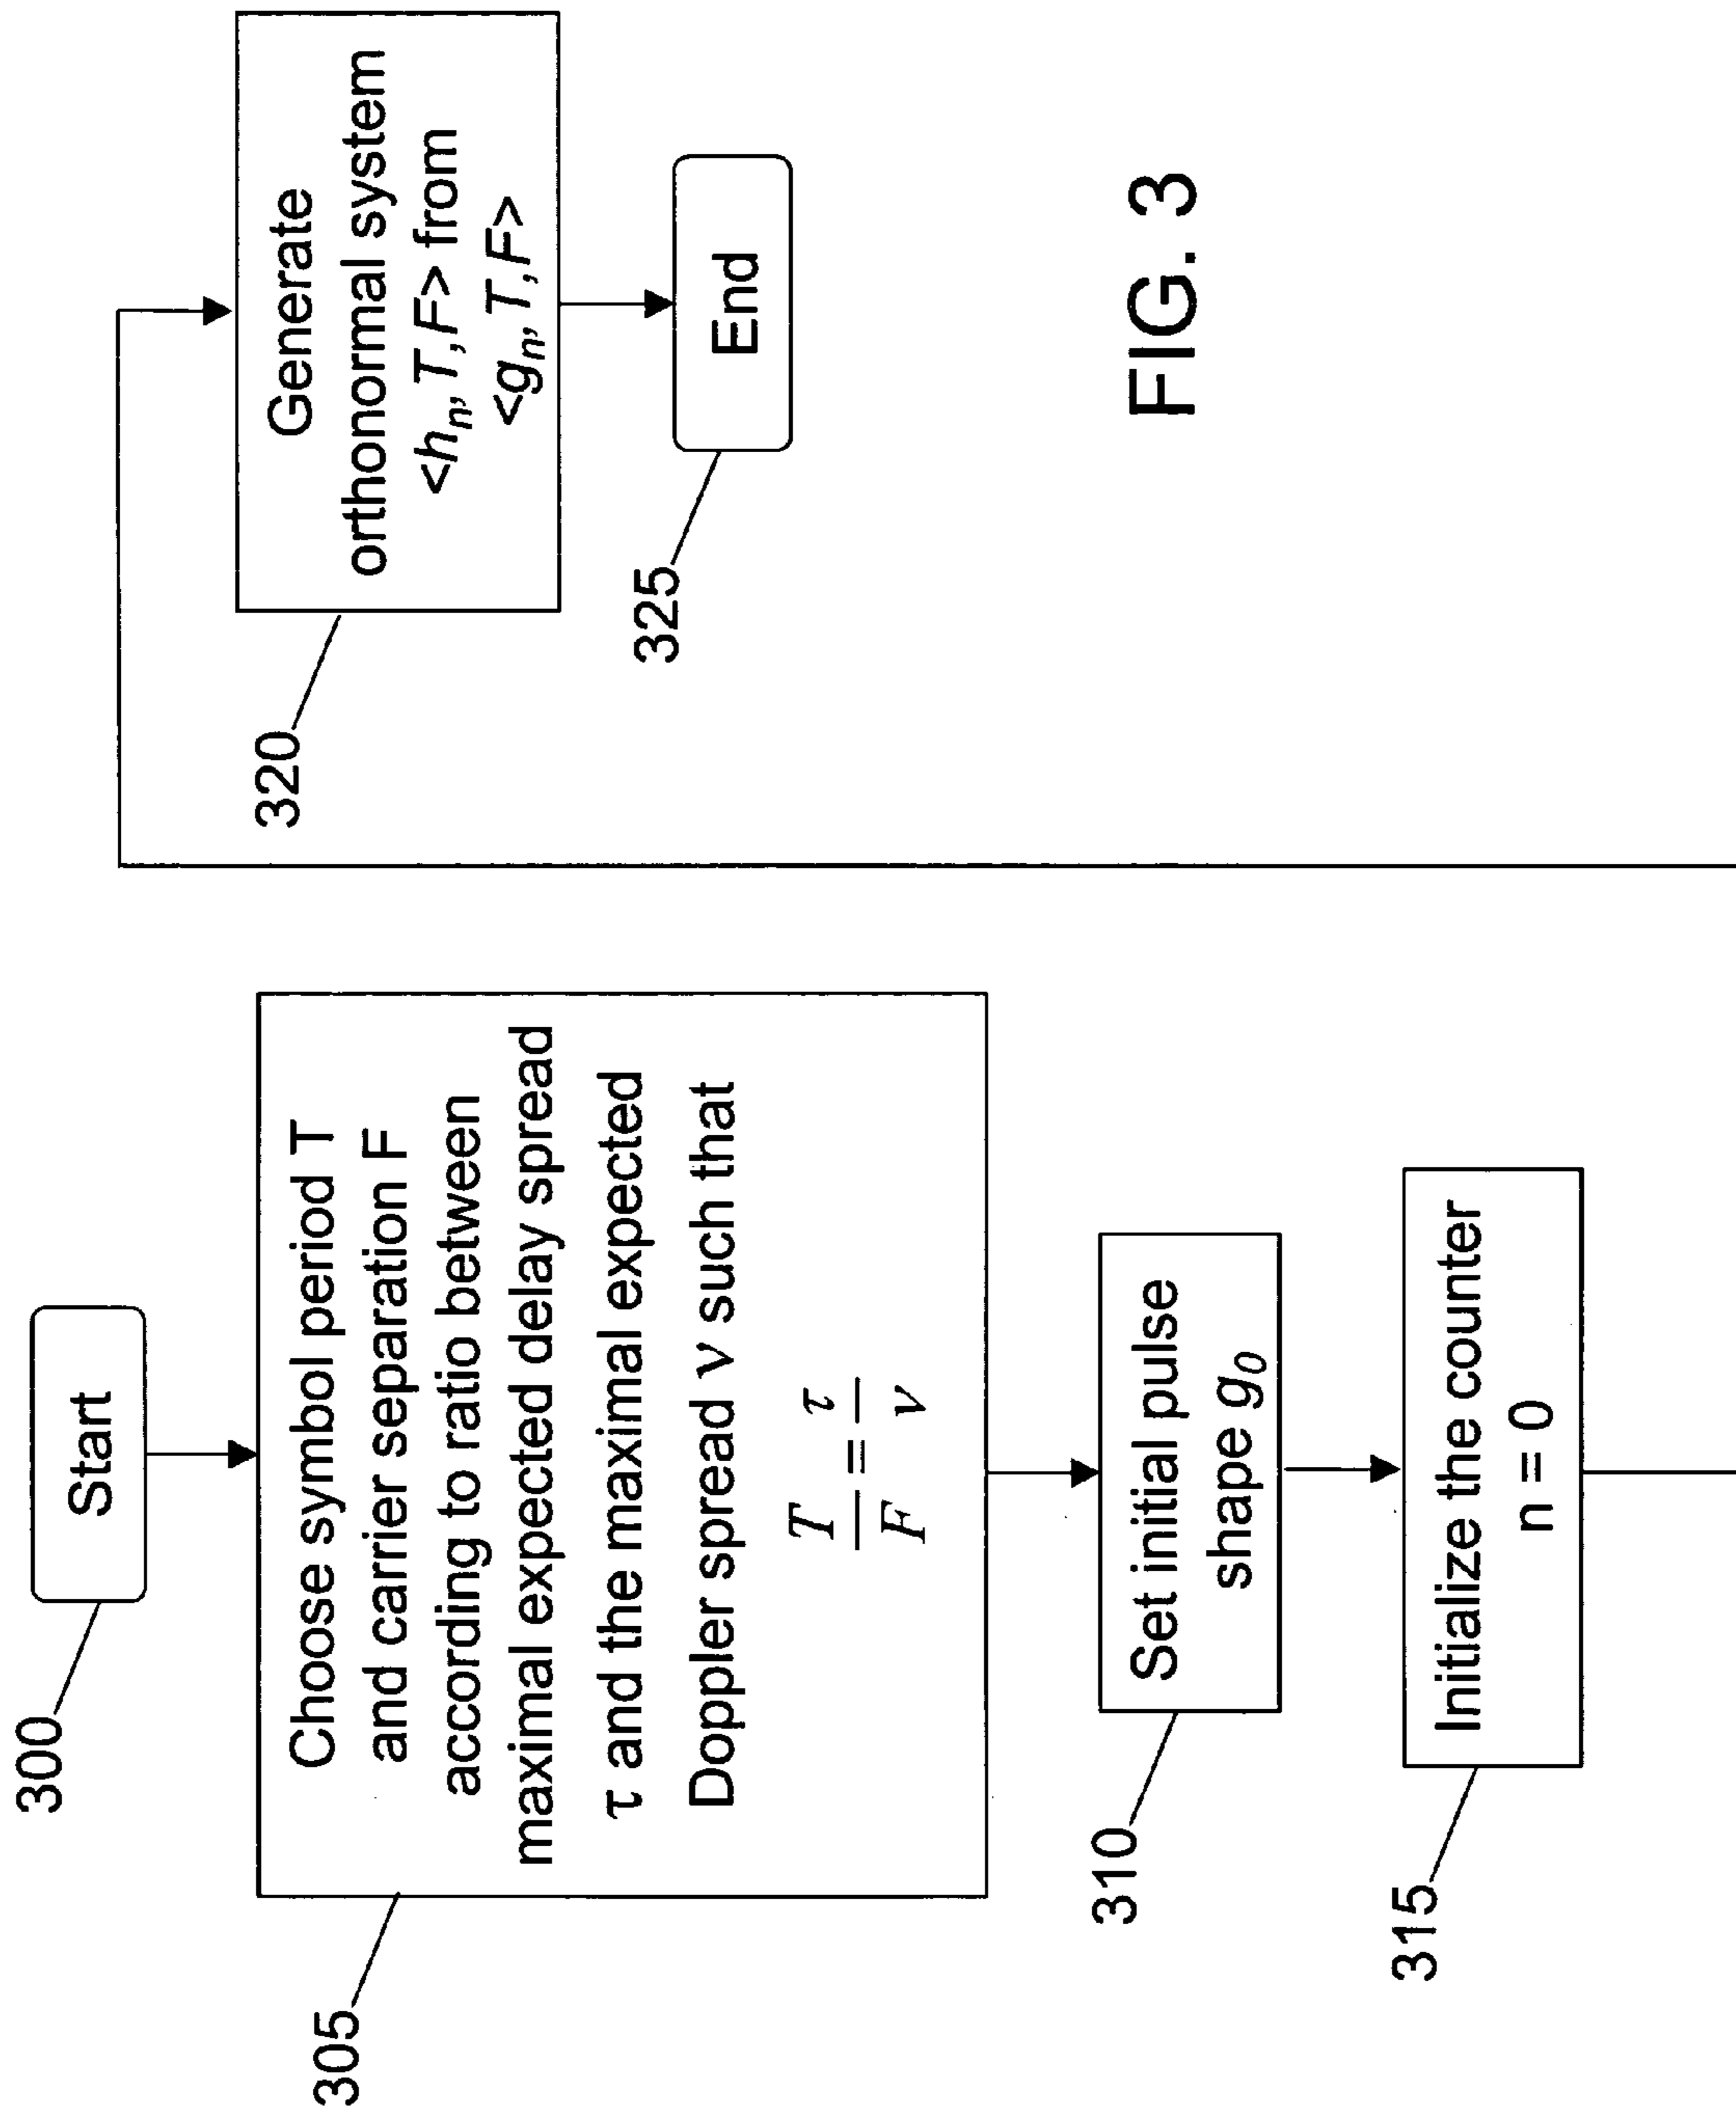 300
Start
305
Choose symbol period T
and carrier separation F
according to ratio between
maximal expected delay spread
τ and the maximal expected
Doppler spread ν such that
T/F = τ/ν
310
Set initial pulse
shape g₀
315
Initialize the counter
n = 0
320
Generate
orthonormal system
<hₙ,T,F> from
<gₙ,T,F>
325
End
FIG. 3